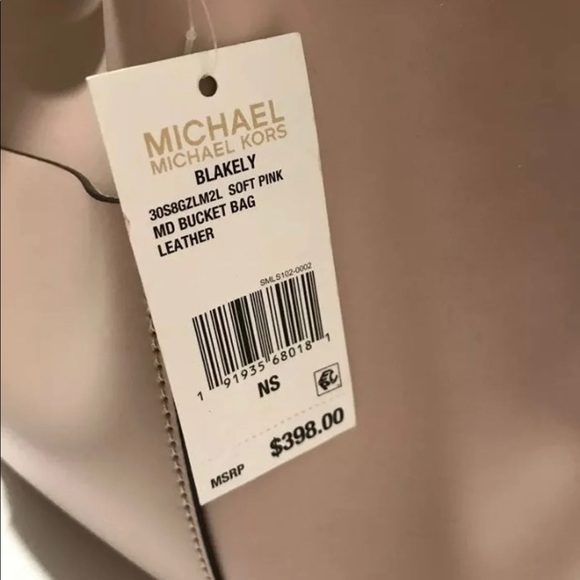 MICHAEL
MICHAEL KORS
BLAKELY
30S8GZLM2L SOFT PINK
MD BUCKET BAG
LEATHER
SMLS102-0002
1 91935 68018 1
NS
MSRP $398.00